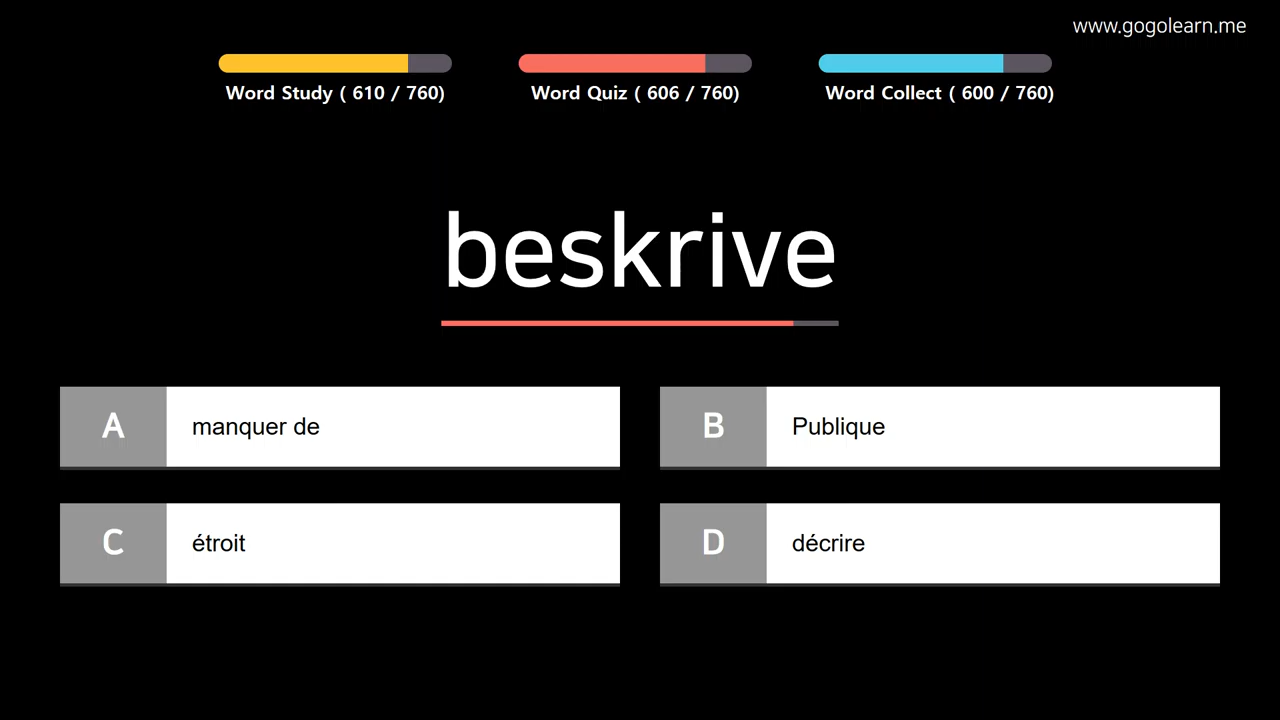 www.gogolearn.me
Word Study ( 610 / 760)
Word Quiz ( 606 / 760)
Word Collect ( 600 / 760)
beskrive
A manquer de
B Publique
C étroit
D décrire